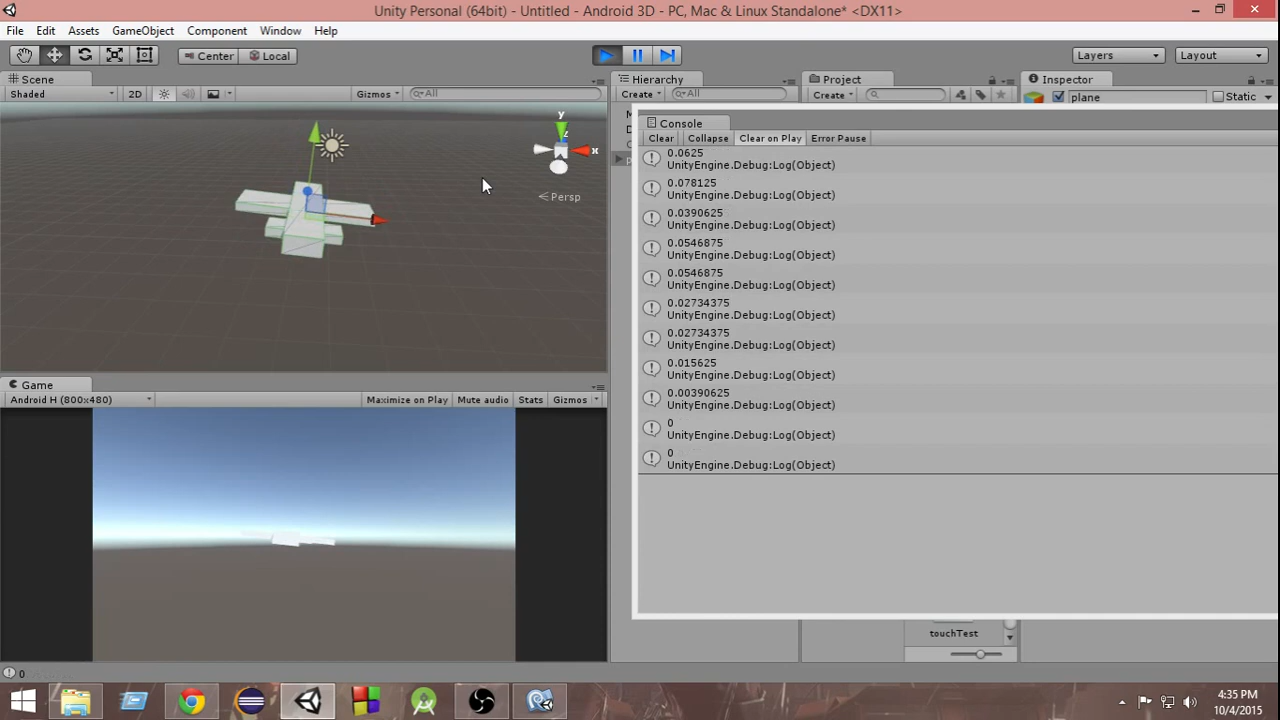 Unity Personal (64bit) - Untitled - Android 3D - PC, Mac & Linux Standalone* <DX11>
File Edit Assets GameObject Component Window Help
Center Local Layers Layout
Scene Hierarchy Project Inspector
Shaded 2D Gizmos All Create All Create plane Static
y
x
Persp
Console
Clear Collapse Clear on Play Error Pause
0.0625
UnityEngine.Debug:Log(Object)
0.078125
UnityEngine.Debug:Log(Object)
0.0390625
UnityEngine.Debug:Log(Object)
0.0546875
UnityEngine.Debug:Log(Object)
0.0546875
UnityEngine.Debug:Log(Object)
0.02734375
UnityEngine.Debug:Log(Object)
0.02734375
UnityEngine.Debug:Log(Object)
0.015625
UnityEngine.Debug:Log(Object)
0.00390625
UnityEngine.Debug:Log(Object)
0
UnityEngine.Debug:Log(Object)
0
UnityEngine.Debug:Log(Object)
Game
Android H (800x480) Maximize on Play Mute audio Stats Gizmos
touchTest
0
4:35 PM
10/4/2015